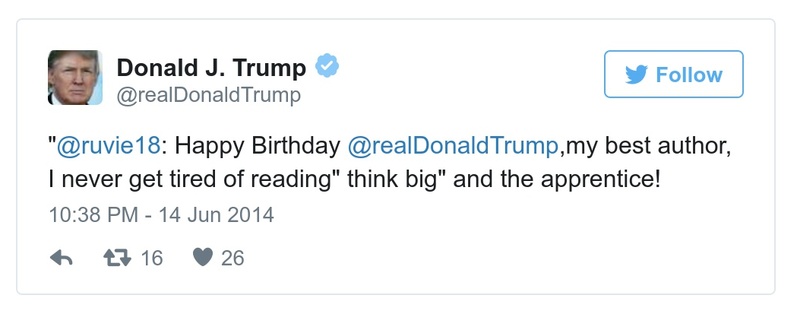 Donald J. Trump
@realDonaldTrump
Follow
"@ruvie18: Happy Birthday @realDonaldTrump,my best author,
I never get tired of reading" think big" and the apprentice!
10:38 PM - 14 Jun 2014
16 26